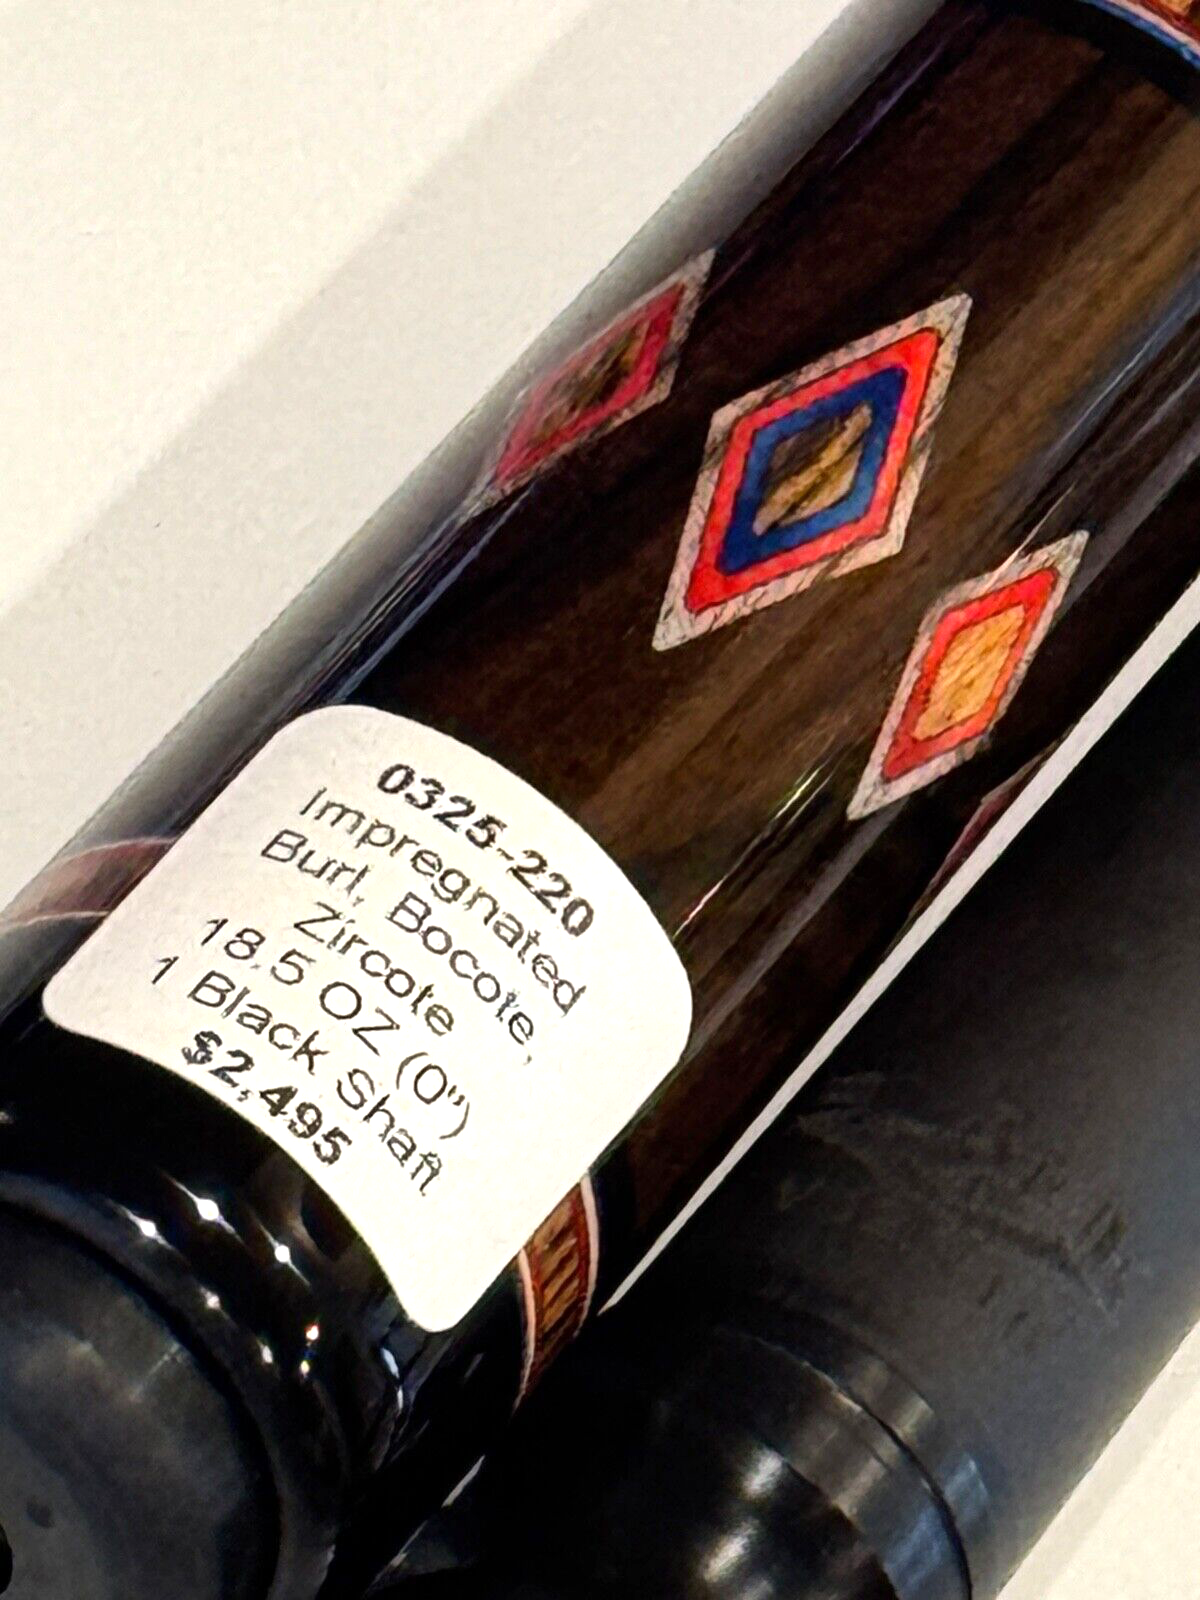 0325-220
Impregnated
Burl, Bocote,
Zircote
18.5 OZ (0")
1 Black Shaft
$2,495